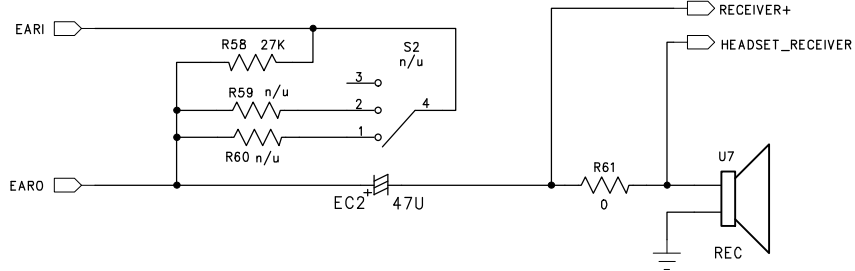 RECEIVER+
EARI
HEADSET_RECEIVER
R58 27K
S2
n/u
3
R59 n/u
2
4
1
R60 n/u
U7
R61
EARO
EC2 + 47U
0
REC